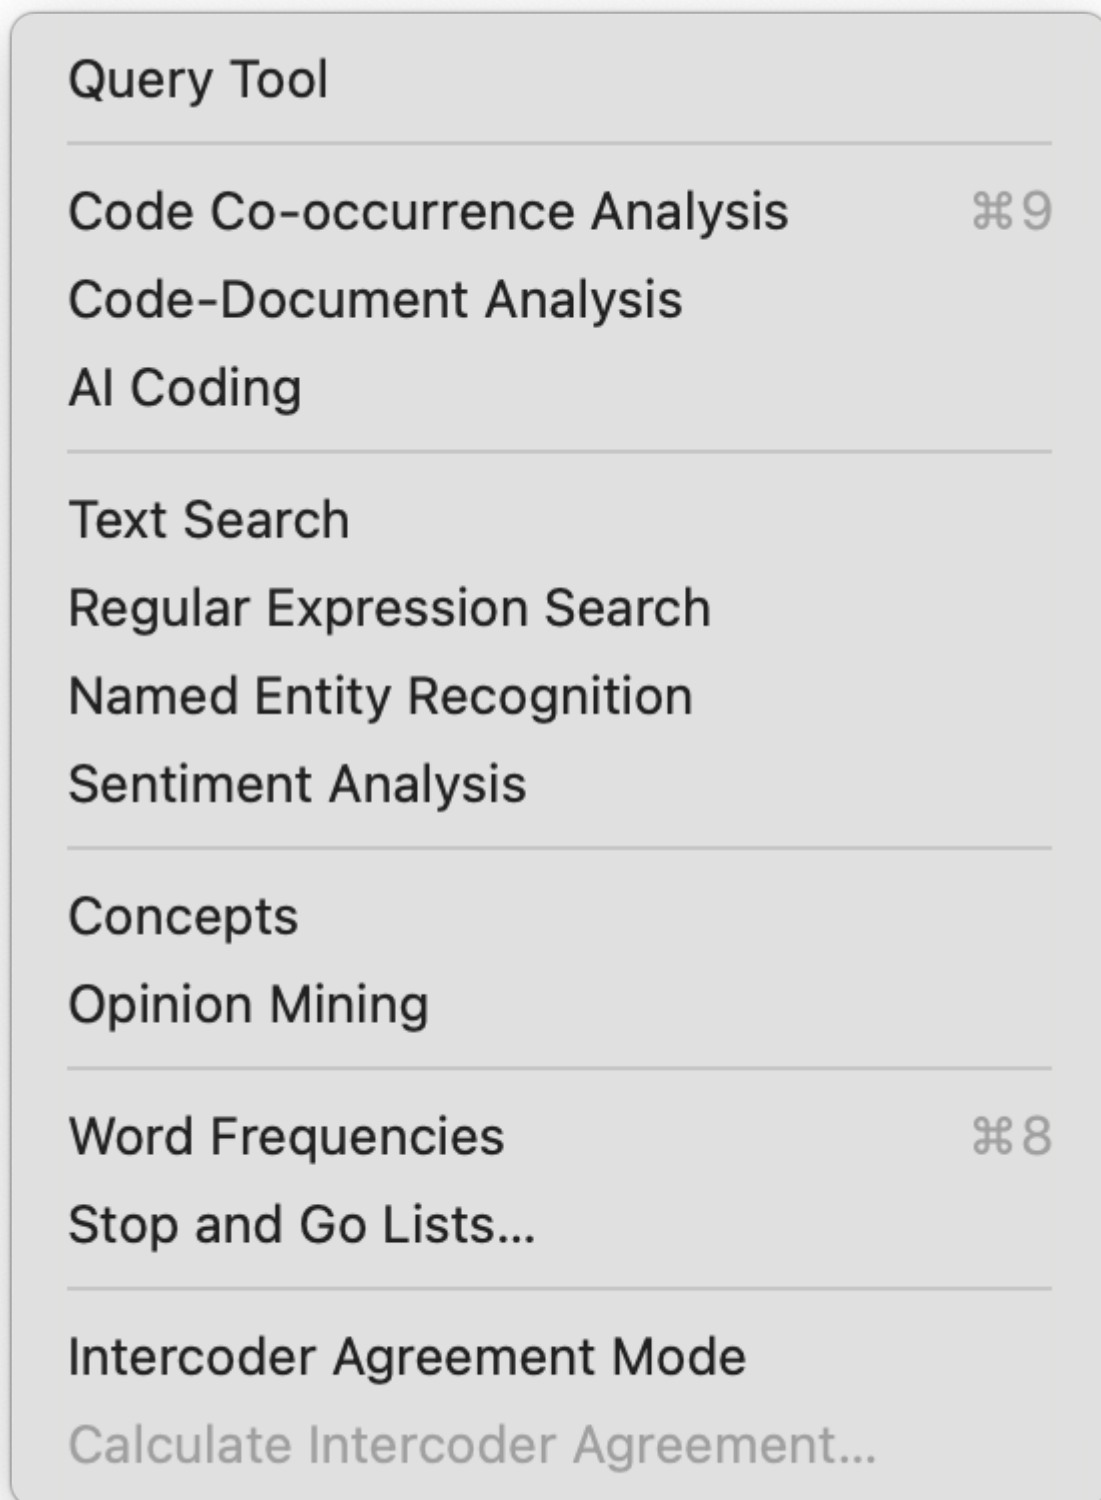 Query Tool
Code Co-occurrence Analysis ⌘9
Code-Document Analysis
AI Coding
Text Search
Regular Expression Search
Named Entity Recognition
Sentiment Analysis
Concepts
Opinion Mining
Word Frequencies ⌘8
Stop and Go Lists...
Intercoder Agreement Mode
Calculate Intercoder Agreement...